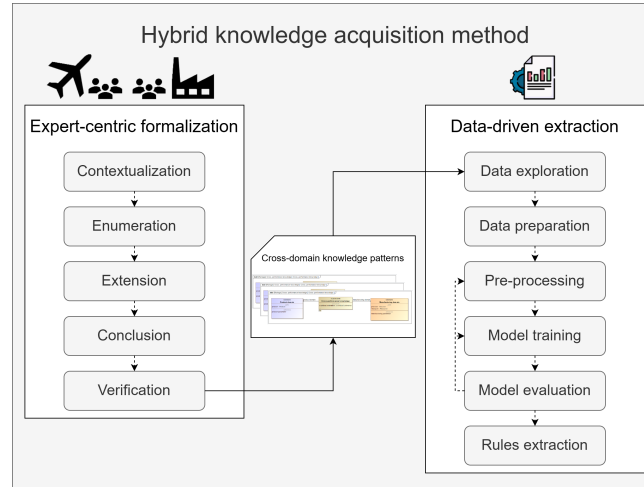 Hybrid knowledge acquisition method
Expert-centric formalization
Contextualization
Enumeration
Extension
Conclusion
Verification
Cross-domain knowledge patterns
Data-driven extraction
Data exploration
Data preparation
Pre-processing
Model training
Model evaluation
Rules extraction